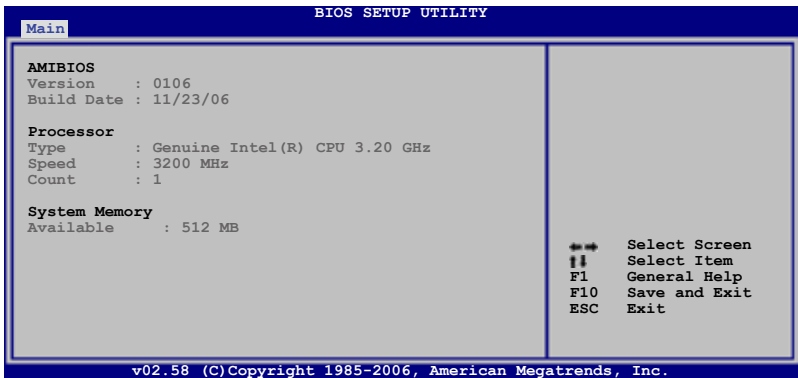 BIOS SETUP UTILITY
Main
AMIBIOS
Version : 0106
Build Date : 11/23/06
Processor
Type : Genuine Intel(R) CPU 3.20 GHz
Speed : 3200 MHz
Count : 1
System Memory
Available : 512 MB
←→ Select Screen
↑↓ Select Item
F1 General Help
F10 Save and Exit
ESC Exit
v02.58 (C)Copyright 1985-2006, American Megatrends, Inc.